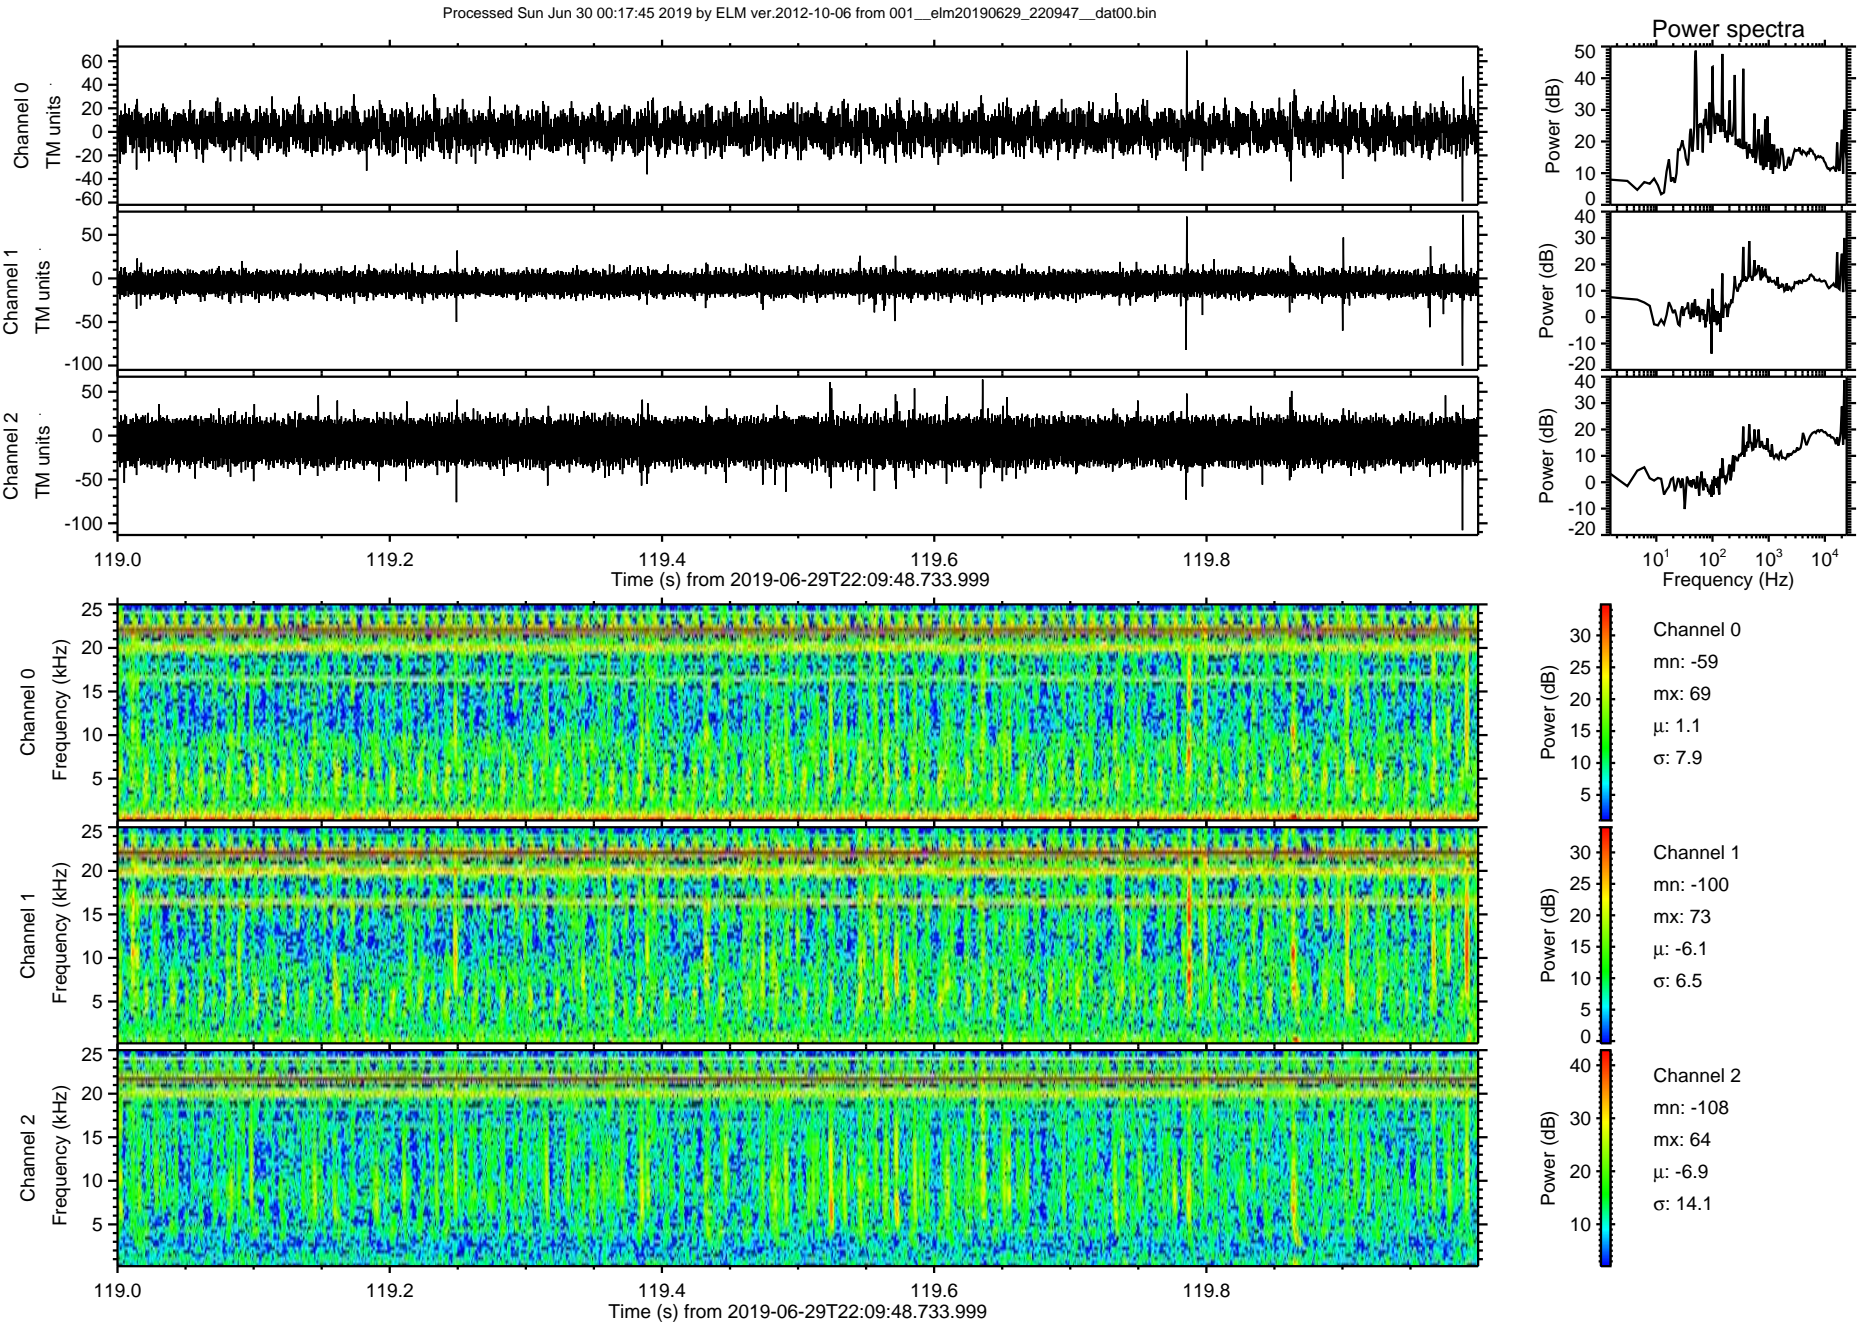 Processed Sun Jun 30 00:17:45 2019 by ELM ver.2012-10-06 from 001__elm20190629_220947__dat00.bin
Power spectra
Channel 0
TM units
60
40
20
0
-20
-40
-60
Power (dB)
50
40
30
20
10
0
Channel 1
TM units
50
0
-50
-100
Power (dB)
40
30
20
10
0
-10
-20
Channel 2
TM units
50
0
-50
-100
Power (dB)
40
30
20
10
0
-10
-20
119.0 119.2 119.4 119.6 119.8
Time (s) from 2019-06-29T22:09:48.733.999
10^1 10^2 10^3 10^4
Frequency (Hz)
Channel 0
Frequency (kHz)
25
20
15
10
5
Power (dB)
30
25
20
15
10
5
Channel 0
mn: -59
mx: 69
μ: 1.1
σ: 7.9
Channel 1
Frequency (kHz)
25
20
15
10
5
Power (dB)
30
25
20
15
10
5
0
Channel 1
mn: -100
mx: 73
μ: -6.1
σ: 6.5
Channel 2
Frequency (kHz)
25
20
15
10
5
Power (dB)
40
30
20
10
Channel 2
mn: -108
mx: 64
μ: -6.9
σ: 14.1
119.0 119.2 119.4 119.6 119.8
Time (s) from 2019-06-29T22:09:48.733.999